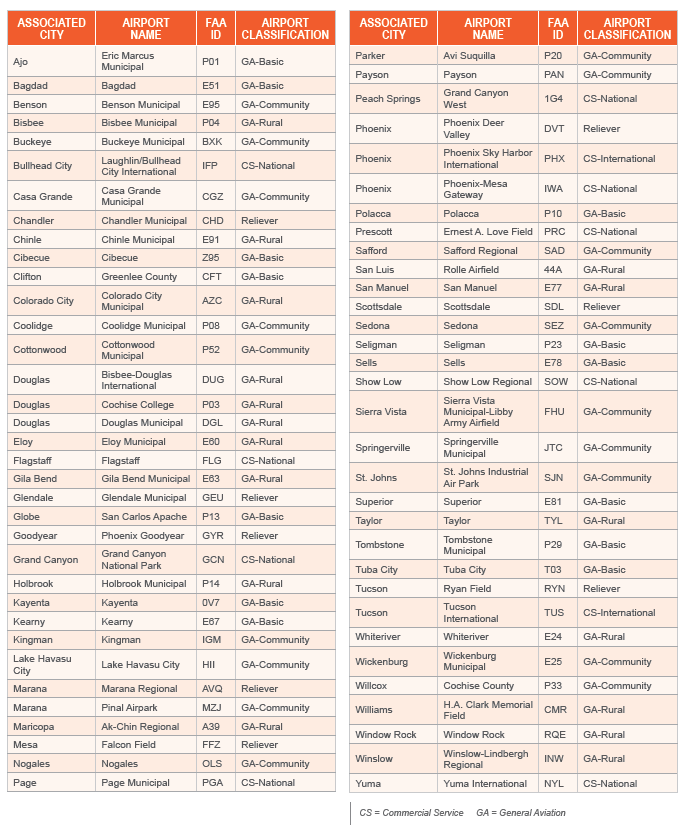 ASSOCIATED CITY AIRPORT NAME FAA ID AIRPORT CLASSIFICATION
Ajo Eric Marcus Municipal P01 GA-Basic
Bagdad Bagdad E51 GA-Basic
Benson Benson Municipal E95 GA-Community
Bisbee Bisbee Municipal P04 GA-Rural
Buckeye Buckeye Municipal BXK GA-Community
Bullhead City Laughlin/Bullhead City International IFP CS-National
Casa Grande Casa Grande Municipal CGZ GA-Community
Chandler Chandler Municipal CHD Reliever
Chinle Chinle Municipal E91 GA-Rural
Cibecue Cibecue Z95 GA-Basic
Clifton Greenlee County CFT GA-Basic
Colorado City Colorado City Municipal AZC GA-Rural
Coolidge Coolidge Municipal P08 GA-Community
Cottonwood Cottonwood Municipal P52 GA-Community
Douglas Bisbee-Douglas International DUG GA-Rural
Douglas Cochise College P03 GA-Rural
Douglas Douglas Municipal DGL GA-Rural
Eloy Eloy Municipal E60 GA-Rural
Flagstaff Flagstaff FLG CS-National
Gila Bend Gila Bend Municipal E63 GA-Rural
Glendale Glendale Municipal GEU Reliever
Globe San Carlos Apache P13 GA-Basic
Goodyear Phoenix Goodyear GYR Reliever
Grand Canyon Grand Canyon National Park GCN CS-National
Holbrook Holbrook Municipal P14 GA-Rural
Kayenta Kayenta 0V7 GA-Basic
Kearny Kearny E67 GA-Basic
Kingman Kingman IGM GA-Community
Lake Havasu City Lake Havasu City HII GA-Community
Marana Marana Regional AVQ Reliever
Marana Pinal Airpark MZJ GA-Community
Maricopa Ak-Chin Regional A39 GA-Rural
Mesa Falcon Field FFZ Reliever
Nogales Nogales OLS GA-Community
Page Page Municipal PGA CS-National
ASSOCIATED CITY AIRPORT NAME FAA ID AIRPORT CLASSIFICATION
Parker Avi Suquilla P20 GA-Community
Payson Payson PAN GA-Community
Peach Springs Grand Canyon West 1G4 CS-National
Phoenix Phoenix Deer Valley DVT Reliever
Phoenix Phoenix Sky Harbor International PHX CS-International
Phoenix Phoenix-Mesa Gateway IWA CS-National
Polacca Polacca P10 GA-Basic
Prescott Ernest A. Love Field PRC CS-National
Safford Safford Regional SAD GA-Community
San Luis Rolle Airfield 44A GA-Rural
San Manuel San Manuel E77 GA-Rural
Scottsdale Scottsdale SDL Reliever
Sedona Sedona SEZ GA-Community
Seligman Seligman P23 GA-Basic
Sells Sells E78 GA-Basic
Show Low Show Low Regional SOW CS-National
Sierra Vista Sierra Vista Municipal-Libby Army Airfield FHU GA-Community
Springerville Springerville Municipal JTC GA-Community
St. Johns St. Johns Industrial Air Park SJN GA-Community
Superior Superior E81 GA-Basic
Taylor Taylor TYL GA-Rural
Tombstone Tombstone Municipal P29 GA-Basic
Tuba City Tuba City T03 GA-Basic
Tucson Ryan Field RYN Reliever
Tucson Tucson International TUS CS-International
Whiteriver Whiteriver E24 GA-Rural
Wickenburg Wickenburg Municipal E25 GA-Community
Willcox Cochise County P33 GA-Community
Williams H.A. Clark Memorial Field CMR GA-Rural
Window Rock Window Rock RQE GA-Rural
Winslow Winslow-Lindbergh Regional INW GA-Rural
Yuma Yuma International NYL CS-National
CS = Commercial Service GA = General Aviation